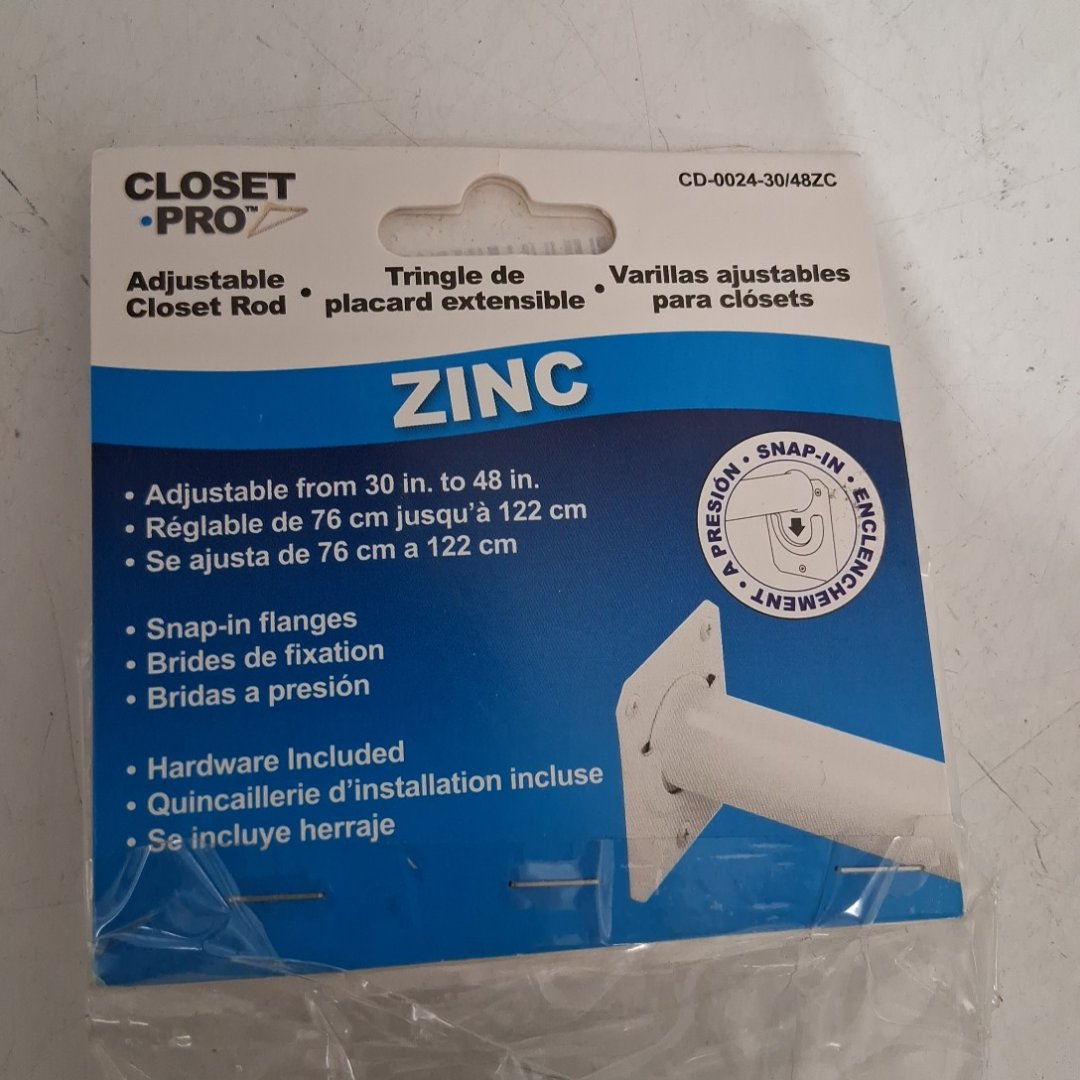 CLOSET
•PRO™
CD-0024-30/48ZC
Adjustable
Closet Rod
•
Tringle de
placard extensible
•
Varillas ajustables
para clósets
ZINC
• Adjustable from 30 in. to 48 in.
• Réglable de 76 cm jusqu'à 122 cm
• Se ajusta de 76 cm a 122 cm
• SNAP-IN • ENCLENCHEMENT • A PRESIÓN
• Snap-in flanges
• Brides de fixation
• Bridas a presión
• Hardware Included
• Quincaillerie d'installation incluse
• Se incluye herraje